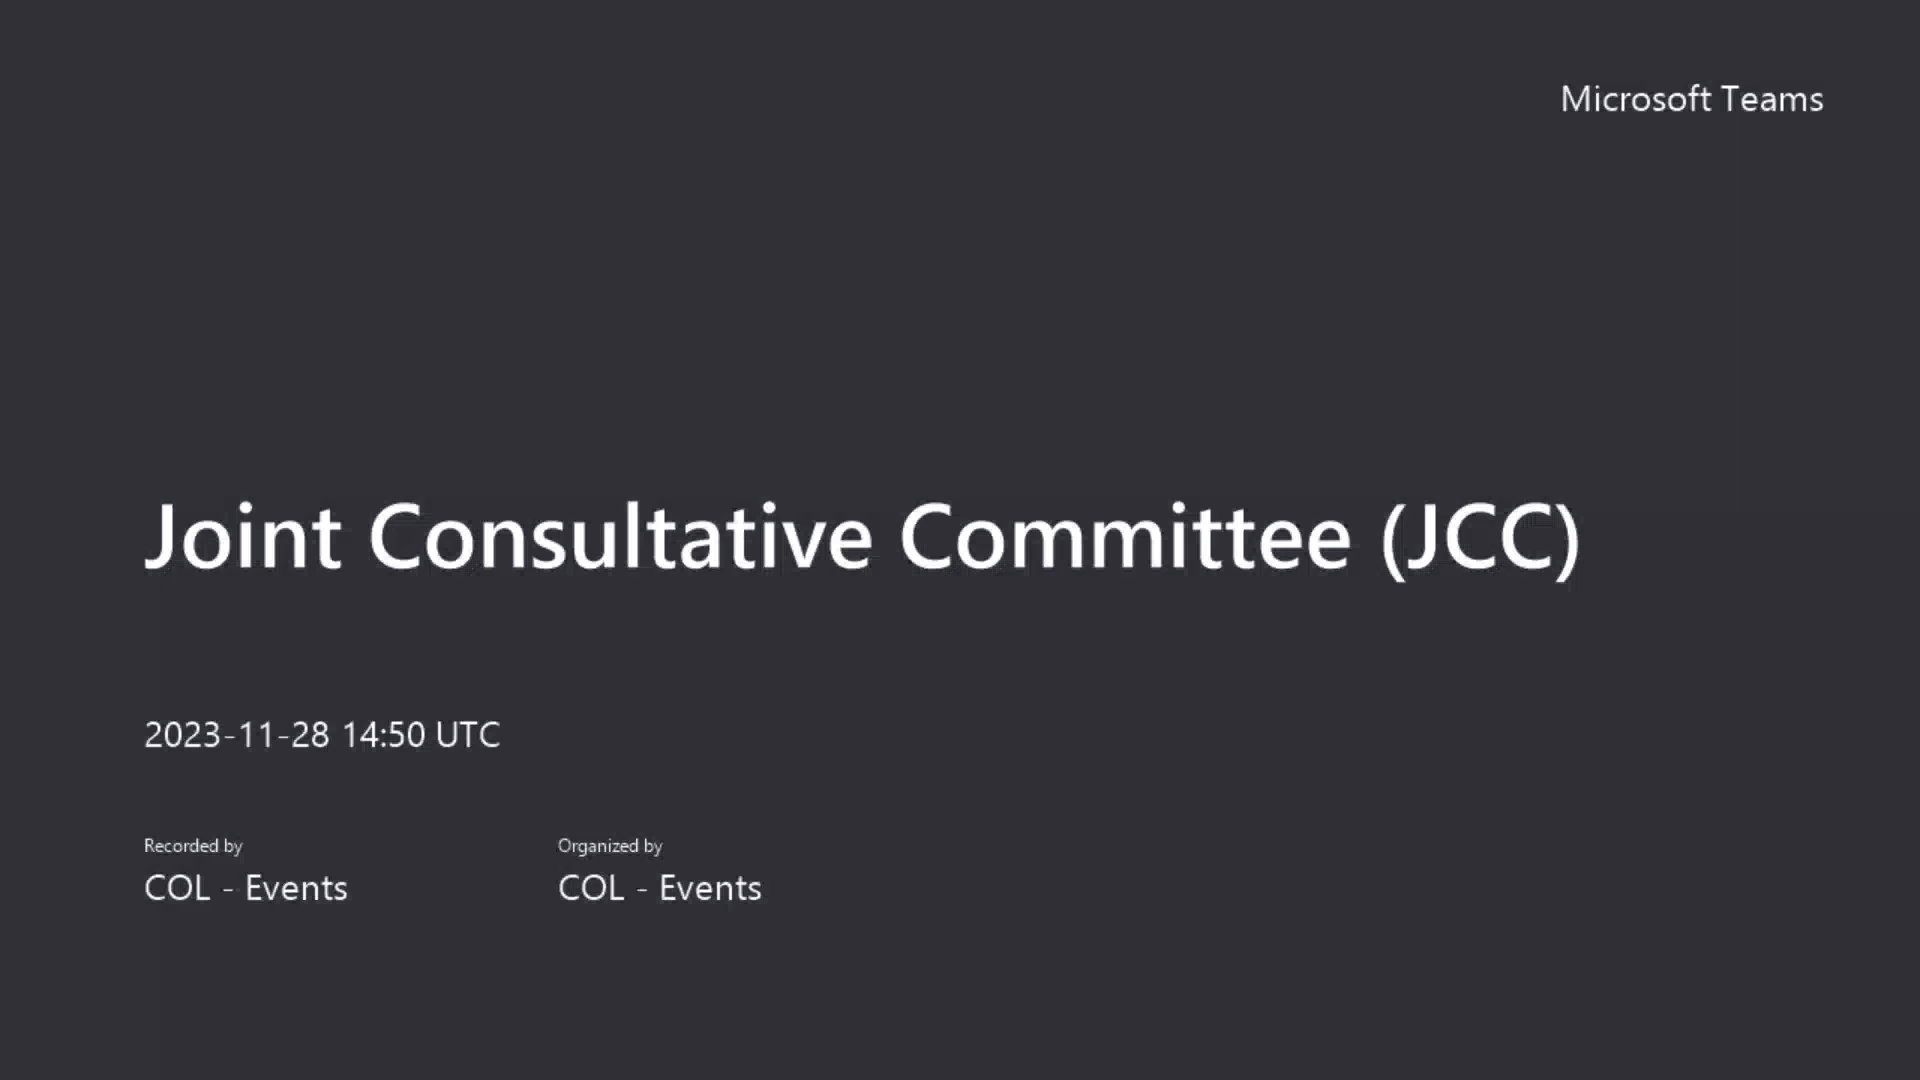 Microsoft Teams
Joint Consultative Committee (JCC)
2023-11-28 14:50 UTC
Recorded by
COL - Events
Organized by
COL - Events